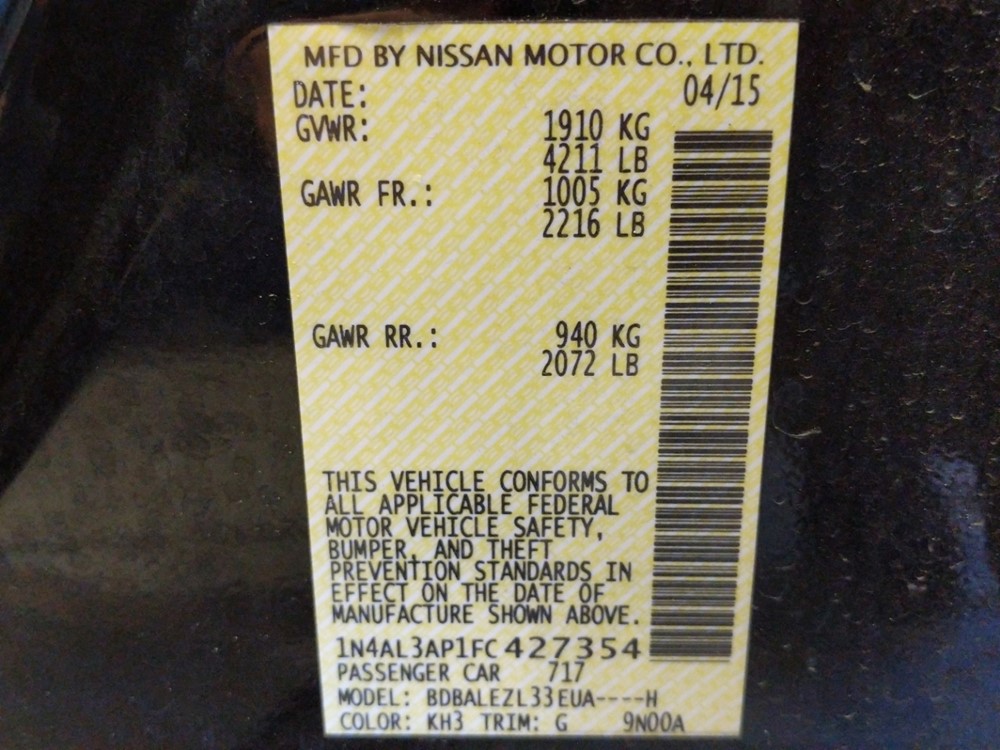 MFD BY NISSAN MOTOR CO., LTD.
DATE: 04/15
GVWR: 1910 KG
4211 LB
GAWR FR.: 1005 KG
2216 LB
GAWR RR.: 940 KG
2072 LB
THIS VEHICLE CONFORMS TO
ALL APPLICABLE FEDERAL
MOTOR VEHICLE SAFETY,
BUMPER, AND THEFT
PREVENTION STANDARDS IN
EFFECT ON THE DATE OF
MANUFACTURE SHOWN ABOVE.
1N4AL3AP1FC427354
PASSENGER CAR 717
MODEL: BDBALEZL33EUA----H
COLOR: KH3 TRIM: G 9N00A